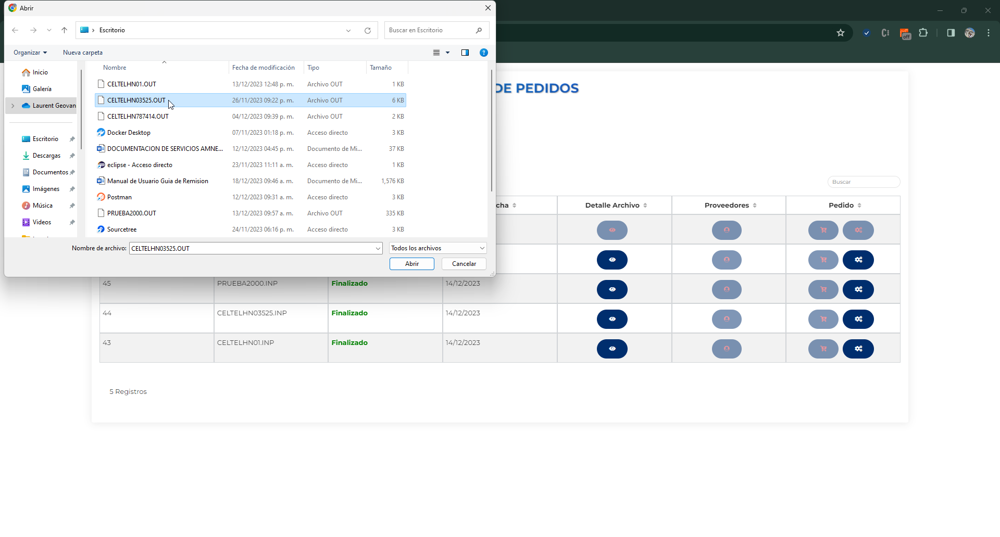 Abrir
Escritorio
Buscar en Escritorio
off
Organizar
Nueva carpeta
?
Inicio
Galería
Laurent Geovan
Escritorio
Descargas
Documentos
Imágenes
Música
Videos
Nombre Fecha de modificación Tipo Tamaño
CELTELHN01.OUT 13/12/2023 12:48 p. m. Archivo OUT 1 KB
CELTELHN03525.OUT 26/11/2023 09:22 p. m. Archivo OUT 6 KB
CELTELHN787414.OUT 04/12/2023 09:39 p. m. Archivo OUT 2 KB
Docker Desktop 07/11/2023 01:18 p. m. Acceso directo 3 KB
DOCUMENTACION DE SERVICIOS AMNE... 12/12/2023 04:45 p. m. Documento de Mi... 37 KB
eclipse - Acceso directo 23/11/2023 11:11 a. m. Acceso directo 1 KB
Manual de Usuario Guia de Remision 18/12/2023 09:46 a. m. Documento de Mi... 1,576 KB
Postman 12/12/2023 09:31 a. m. Acceso directo 3 KB
PRUEBA2000.OUT 13/12/2023 09:57 a. m. Archivo OUT 335 KB
Sourcetree 24/11/2023 06:16 p. m. Acceso directo 3 KB
Nombre de archivo: CELTELHN03525.OUT Todos los archivos
Abrir Cancelar
DE PEDIDOS
Buscar
cha Detalle Archivo Proveedores Pedido
45 PRUEBA2000.INP Finalizado 14/12/2023
44 CELTELHN03525.INP Finalizado 14/12/2023
43 CELTELHN01.INP Finalizado 14/12/2023
5 Registros